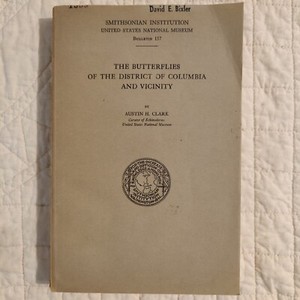 David E. Bixler
SMITHSONIAN INSTITUTION
UNITED STATES NATIONAL MUSEUM
BULLETIN 157
THE BUTTERFLIES
OF THE DISTRICT OF COLUMBIA
AND VICINITY
BY
AUSTIN H. CLARK
Curator of Echinoderms
United States National Museum